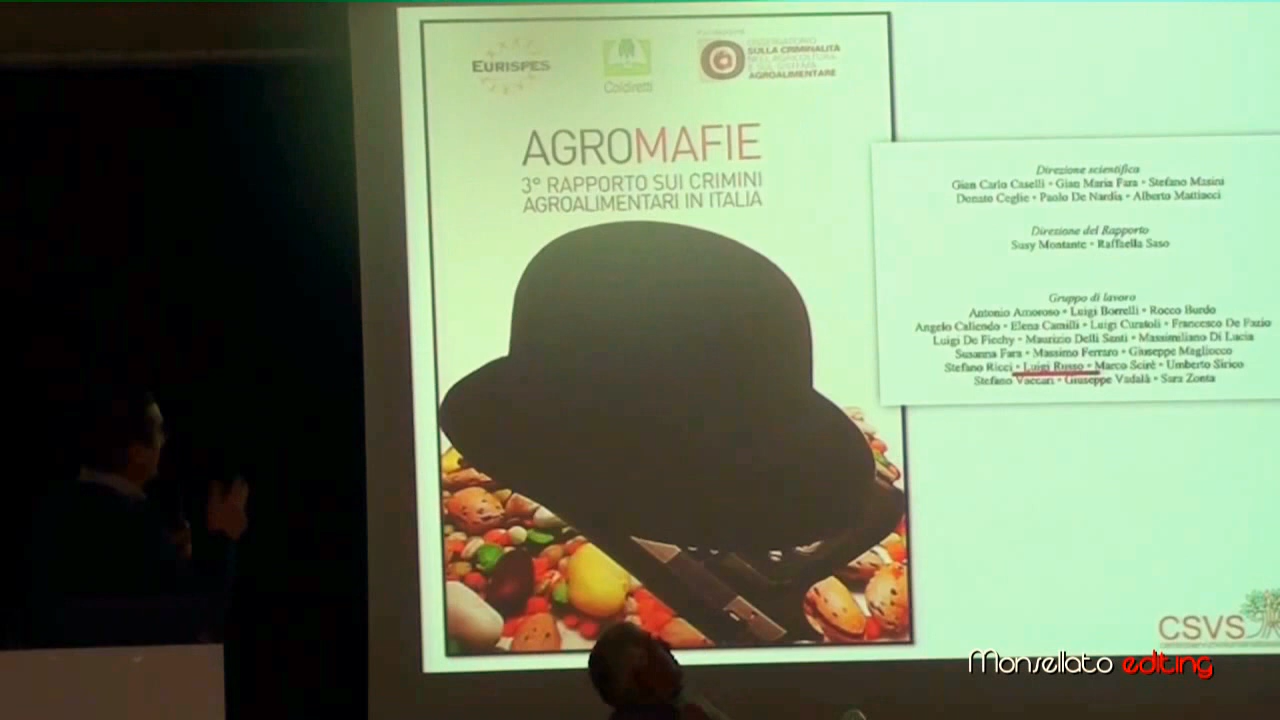 EURISPES
Coldiretti
OSSERVATORIO
SULLA CRIMINALITÀ
NELL'AGRICOLTURA
E SUL SISTEMA
AGROALIMENTARE
AGROMAFIE
3° RAPPORTO SUI CRIMINI
AGROALIMENTARI IN ITALIA
Direzione scientifica
Gian Carlo Caselli • Gian Maria Fara • Stefano Masini
Donato Ceglie • Paolo De Nardis • Alberto Mattiacci
Direzione del Rapporto
Susy Montante • Raffaella Saso
Gruppo di lavoro
Antonio Amoroso • Luigi Borrelli • Rocco Burdo
Angelo Caliendo • Elena Camilli • Luigi Curatoli • Francesco De Fazio
Luigi De Ficchy • Maurizio Delli Santi • Massimiliano Di Lucia
Susanna Fara • Massimo Ferraro • Giuseppe Magliocco
Stefano Ricci • Luigi Russo • Marco Scirè • Umberto Sirico
Stefano Vaccari • Giuseppe Vadalà • Sara Zonta
CSVS
Monsellato editing